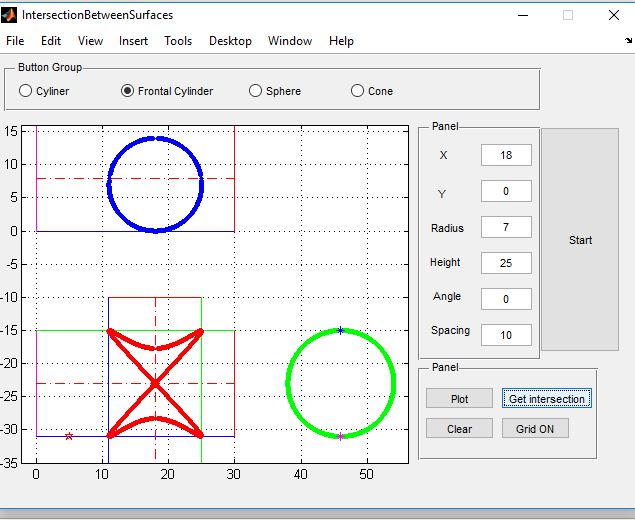 IntersectionBetweenSurfaces
File Edit View Insert Tools Desktop Window Help
Button Group
Cyliner Frontal Cylinder Sphere Cone
15
10
5
0
-5
-10
-15
-20
-25
-30
-35
0 10 20 30 40 50
Panel
X 18
Y 0
Radius 7
Height 25
Angle 0
Spacing 10
Start
Panel
Plot Get intersection
Clear Grid ON